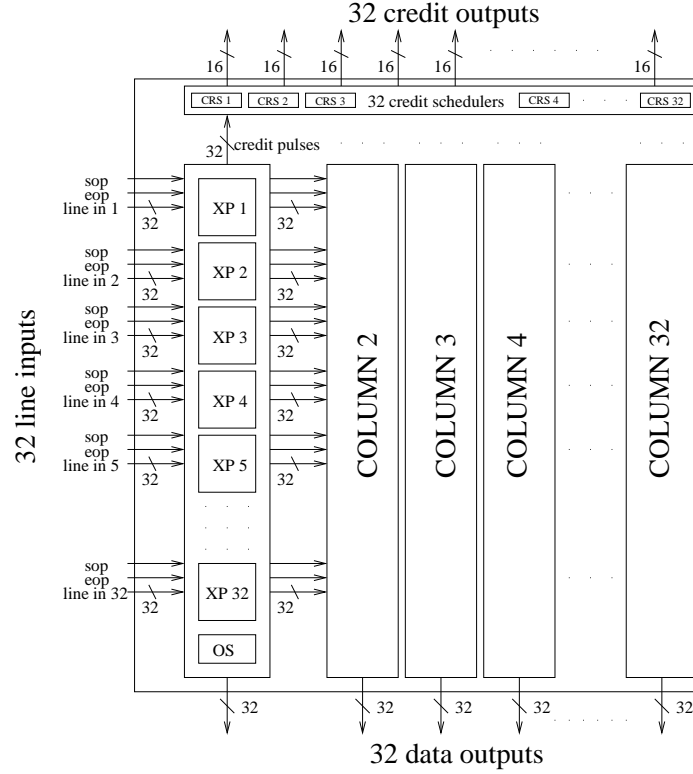 32 credit outputs
16 16 16 16 16 16
CRS 1 CRS 2 CRS 3 32 credit schedulers CRS 4 CRS 32
32 credit pulses
32 line inputs
sop
eop
line in 1 32 XP 1 32
sop
eop
line in 2 32 XP 2 32
sop
eop
line in 3 32 XP 3 32
sop
eop
line in 4 32 XP 4 32
sop
eop
line in 5 32 XP 5 32
sop
eop
line in 32 32 XP 32 32
OS
COLUMN 2
COLUMN 3
COLUMN 4
COLUMN 32
32 32 32 32 32
32 data outputs